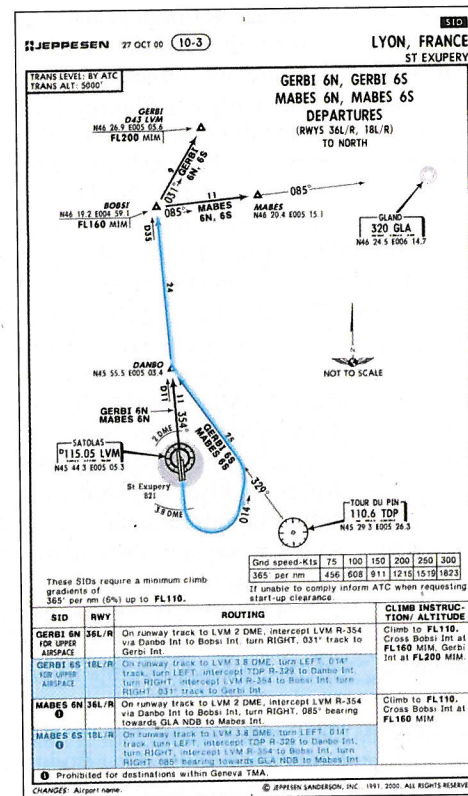 SID
JEPPESEN 27 OCT 00 10-3 LYON, FRANCE
ST EXUPERY
TRANS LEVEL: BY ATC
TRANS ALT: 5000'
GERBI 6N, GERBI 6S
MABES 6N, MABES 6S
DEPARTURES
(RWYS 36L/R, 18L/R)
TO NORTH
GERBI
D43 LVM
N46 26.9 E005 05.6
FL200 MIM
9
031°
GERBI
6N, 6S
BOBSI
N46 19.2 E004 59.1
FL160 MIM
D35
11
085°
MABES
6N, 6S
MABES
N46 20.4 E005 15.1
085°
GLAND
320 GLA
N46 24.5 E006 14.7
24
N
NOT TO SCALE
DANBO
N45 55.5 E005 03.4
D11
11
GERBI 6N
MABES 6N
354°
2 DME
25
GERBI 6S
MABES 6S
SATOLAS
D115.05 LVM
N45 44.3 E005 05.3
St Exupery
821
3.8 DME
014°
329°
TOUR DU PIN
110.6 TDP
N45 29.3 E005 26.3
These SIDs require a minimum climb
gradients of
365' per nm (6%) up to FL110.
Gnd speed-Kts 75 100 150 200 250 300
365 per nm 456 608 911 1215 1519 1823
If unable to comply inform ATC when requesting
start-up clearance.
SID RWY ROUTING CLIMB INSTRUC-
TION/ ALTITUDE
GERBI 6N
FOR UPPER
AIRSPACE
36L/R
On runway track to LVM 2 DME, intercept LVM R-354
via Danbo Int to Bobsi Int, turn RIGHT, 031° track to
Gerbi Int.
Climb to FL110.
Cross Bobsi Int at
FL160 MIM, Gerbi
Int at FL200 MIM.
GERBI 6S
FOR UPPER
AIRSPACE
18L/R
On runway track to LVM 3.8 DME, turn LEFT, 014°
track, turn LEFT, intercept TDP R-329 to Danbo Int,
turn RIGHT, intercept LVM R-354 to Bobsi Int, turn
RIGHT, 031° track to Gerbi Int.
MABES 6N
1
36L/R
On runway track to LVM 2 DME, intercept LVM R-354
via Danbo Int to Bobsi Int, turn RIGHT, 085° bearing
towards GLA NDB to Mabes Int.
Climb to FL110.
Cross Bobsi Int at
FL160 MIM
MABES 6S
1
18L/R
On runway track to LVM 3.8 DME, turn LEFT, 014°
track, turn LEFT, intercept TDP R-329 to Danbo Int,
turn RIGHT, intercept LVM R-354 to Bobsi Int, turn
RIGHT, 085° bearing towards GLA NDB to Mabes Int.
1 Prohibited for destinations within Geneva TMA.
CHANGES: Airport name.
© JEPPESEN SANDERSON, INC., 1991, 2000. ALL RIGHTS RESERVED